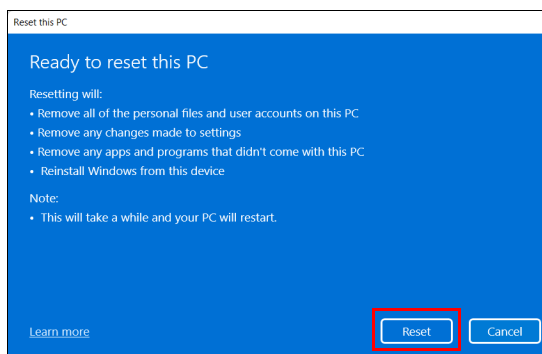 Reset this PC
Ready to reset this PC
Resetting will:
• Remove all of the personal files and user accounts on this PC
• Remove any changes made to settings
• Remove any apps and programs that didn't come with this PC
• Reinstall Windows from this device
Note:
• This will take a while and your PC will restart.
Learn more
Reset
Cancel